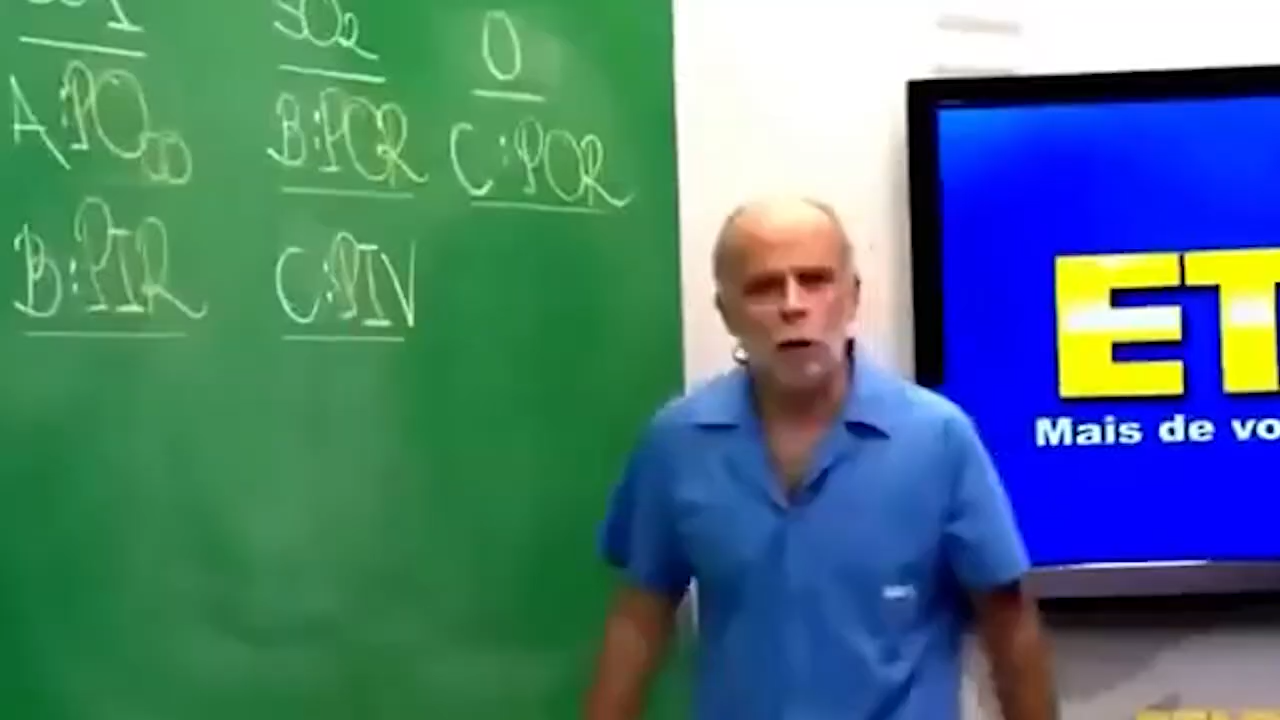 SO2
O
A:PO∞
B:POR
C:POR
B:PIR
C:PIV
ET
Mais de vo